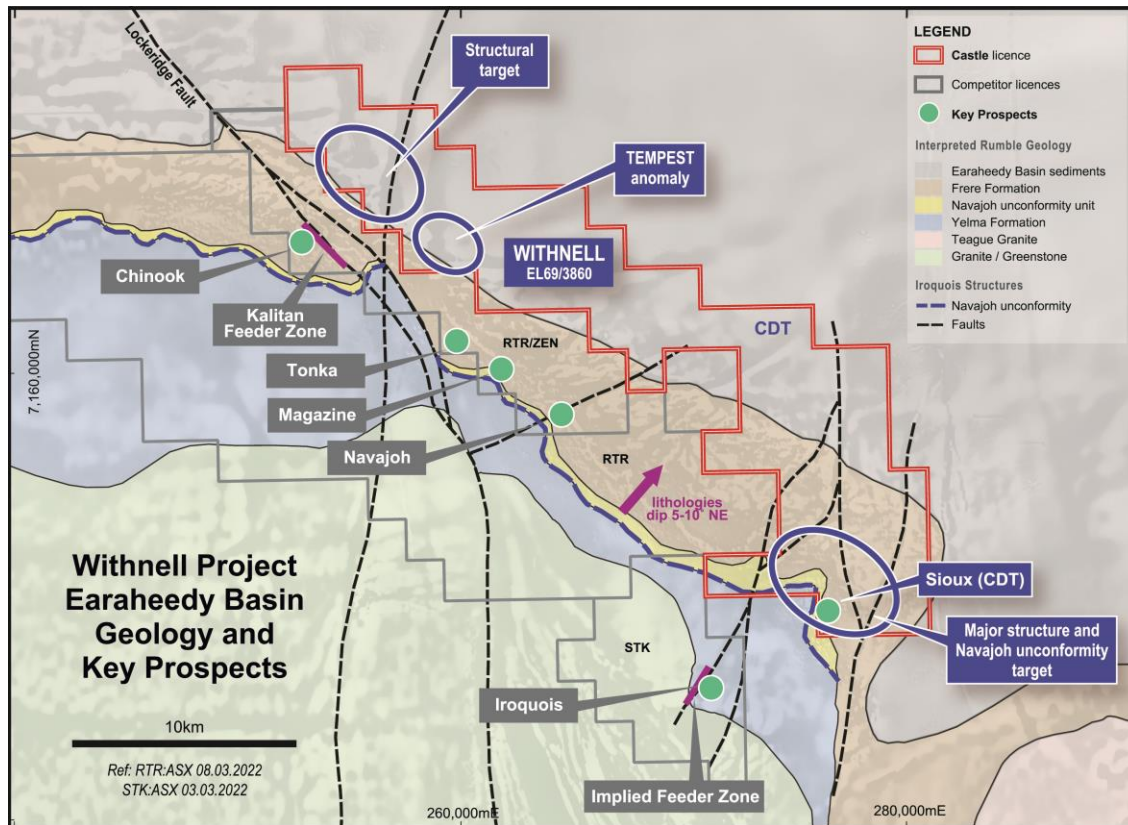 Lockeridge Fault
Structural
target
TEMPEST
anomaly
WITHNELL
EL69/3860
CDT
Chinook
Kalitan
Feeder Zone
RTR/ZEN
Tonka
Magazine
Navajoh
RTR
lithologies
dip 5-10° NE
7,160,000mN
Sioux (CDT)
Major structure and
Navajoh unconformity
target
STK
Iroquois
Implied Feeder Zone
260,000mE
280,000mE
Withnell Project
Earaheedy Basin
Geology and
Key Prospects
10km
Ref: RTR:ASX 08.03.2022
STK:ASX 03.03.2022
LEGEND
Castle licence
Competitor licences
Key Prospects
Interpreted Rumble Geology
Earaheedy Basin sediments
Frere Formation
Navajoh unconformity unit
Yelma Formation
Teague Granite
Granite / Greenstone
Iroquois Structures
Navajoh unconformity
Faults